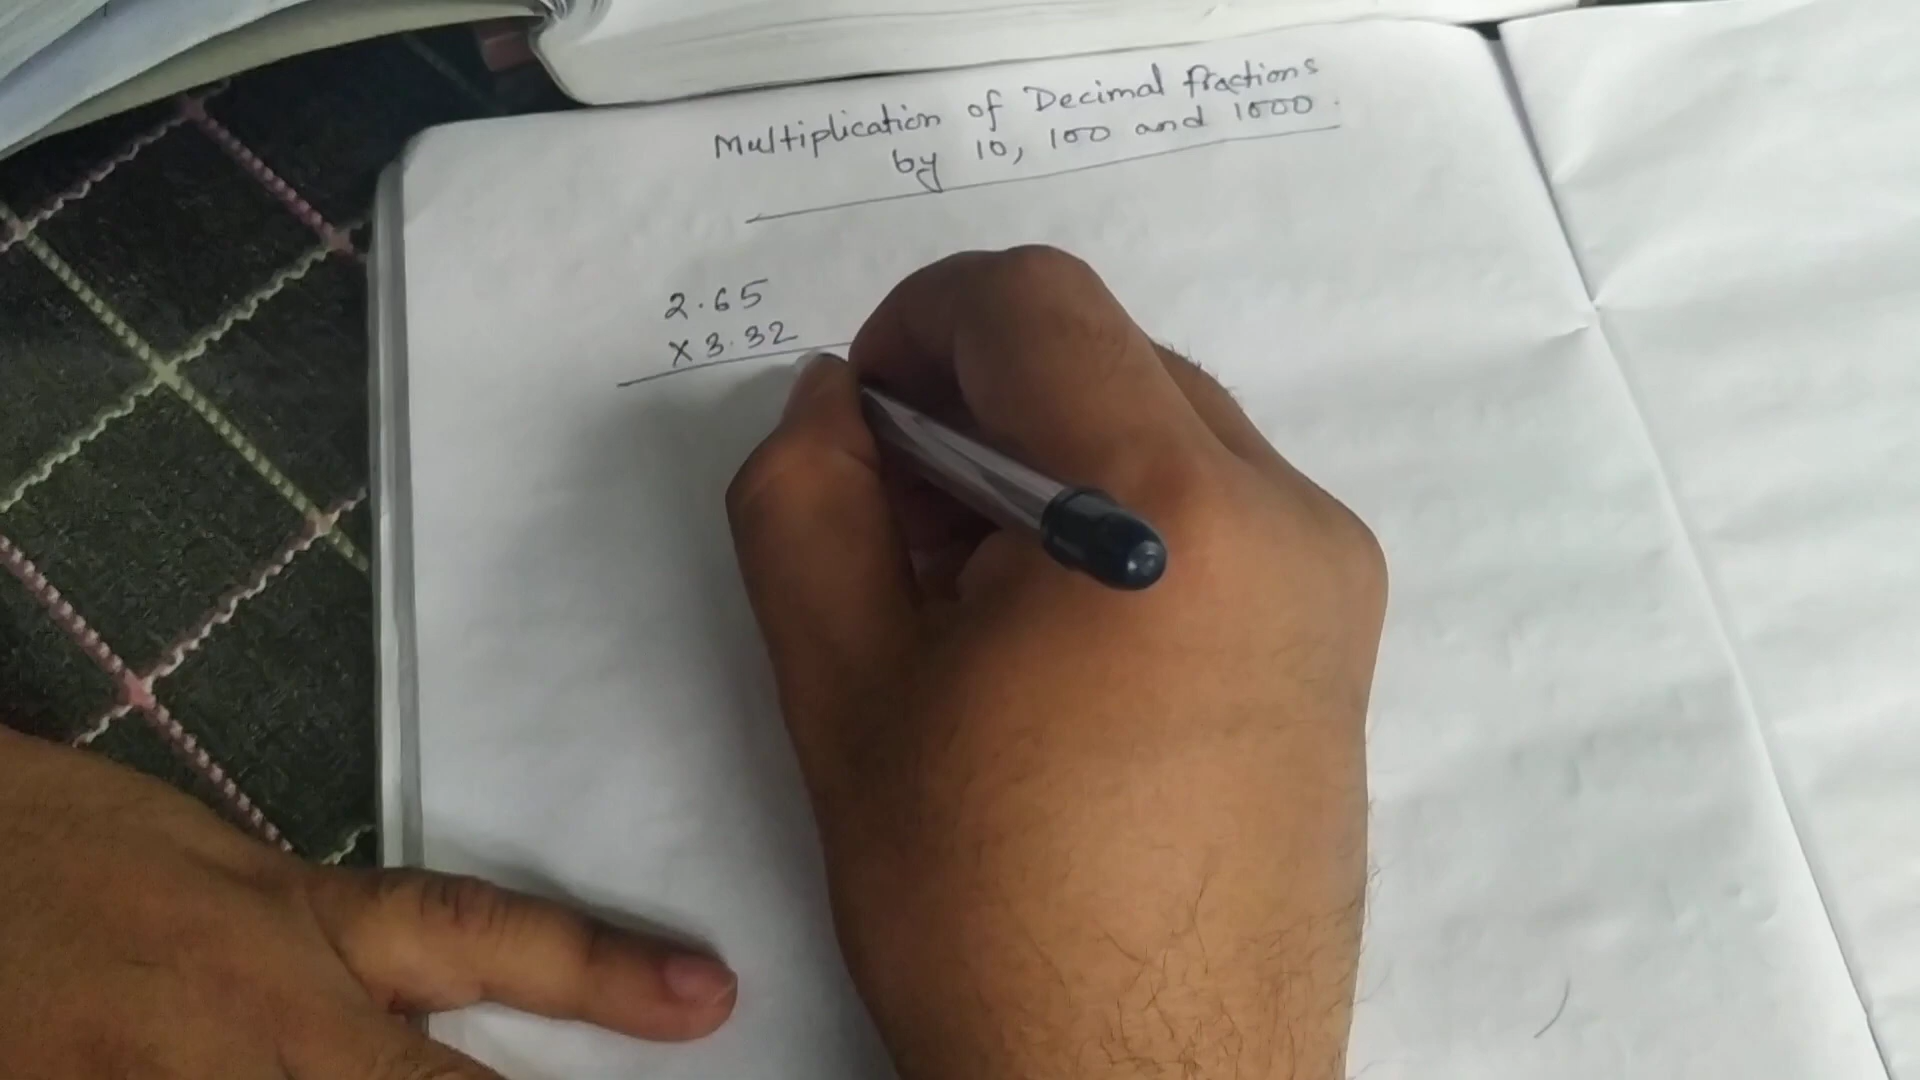 Multiplication of Decimal fractions
by 10, 100 and 1000.
2.65
x 3.32